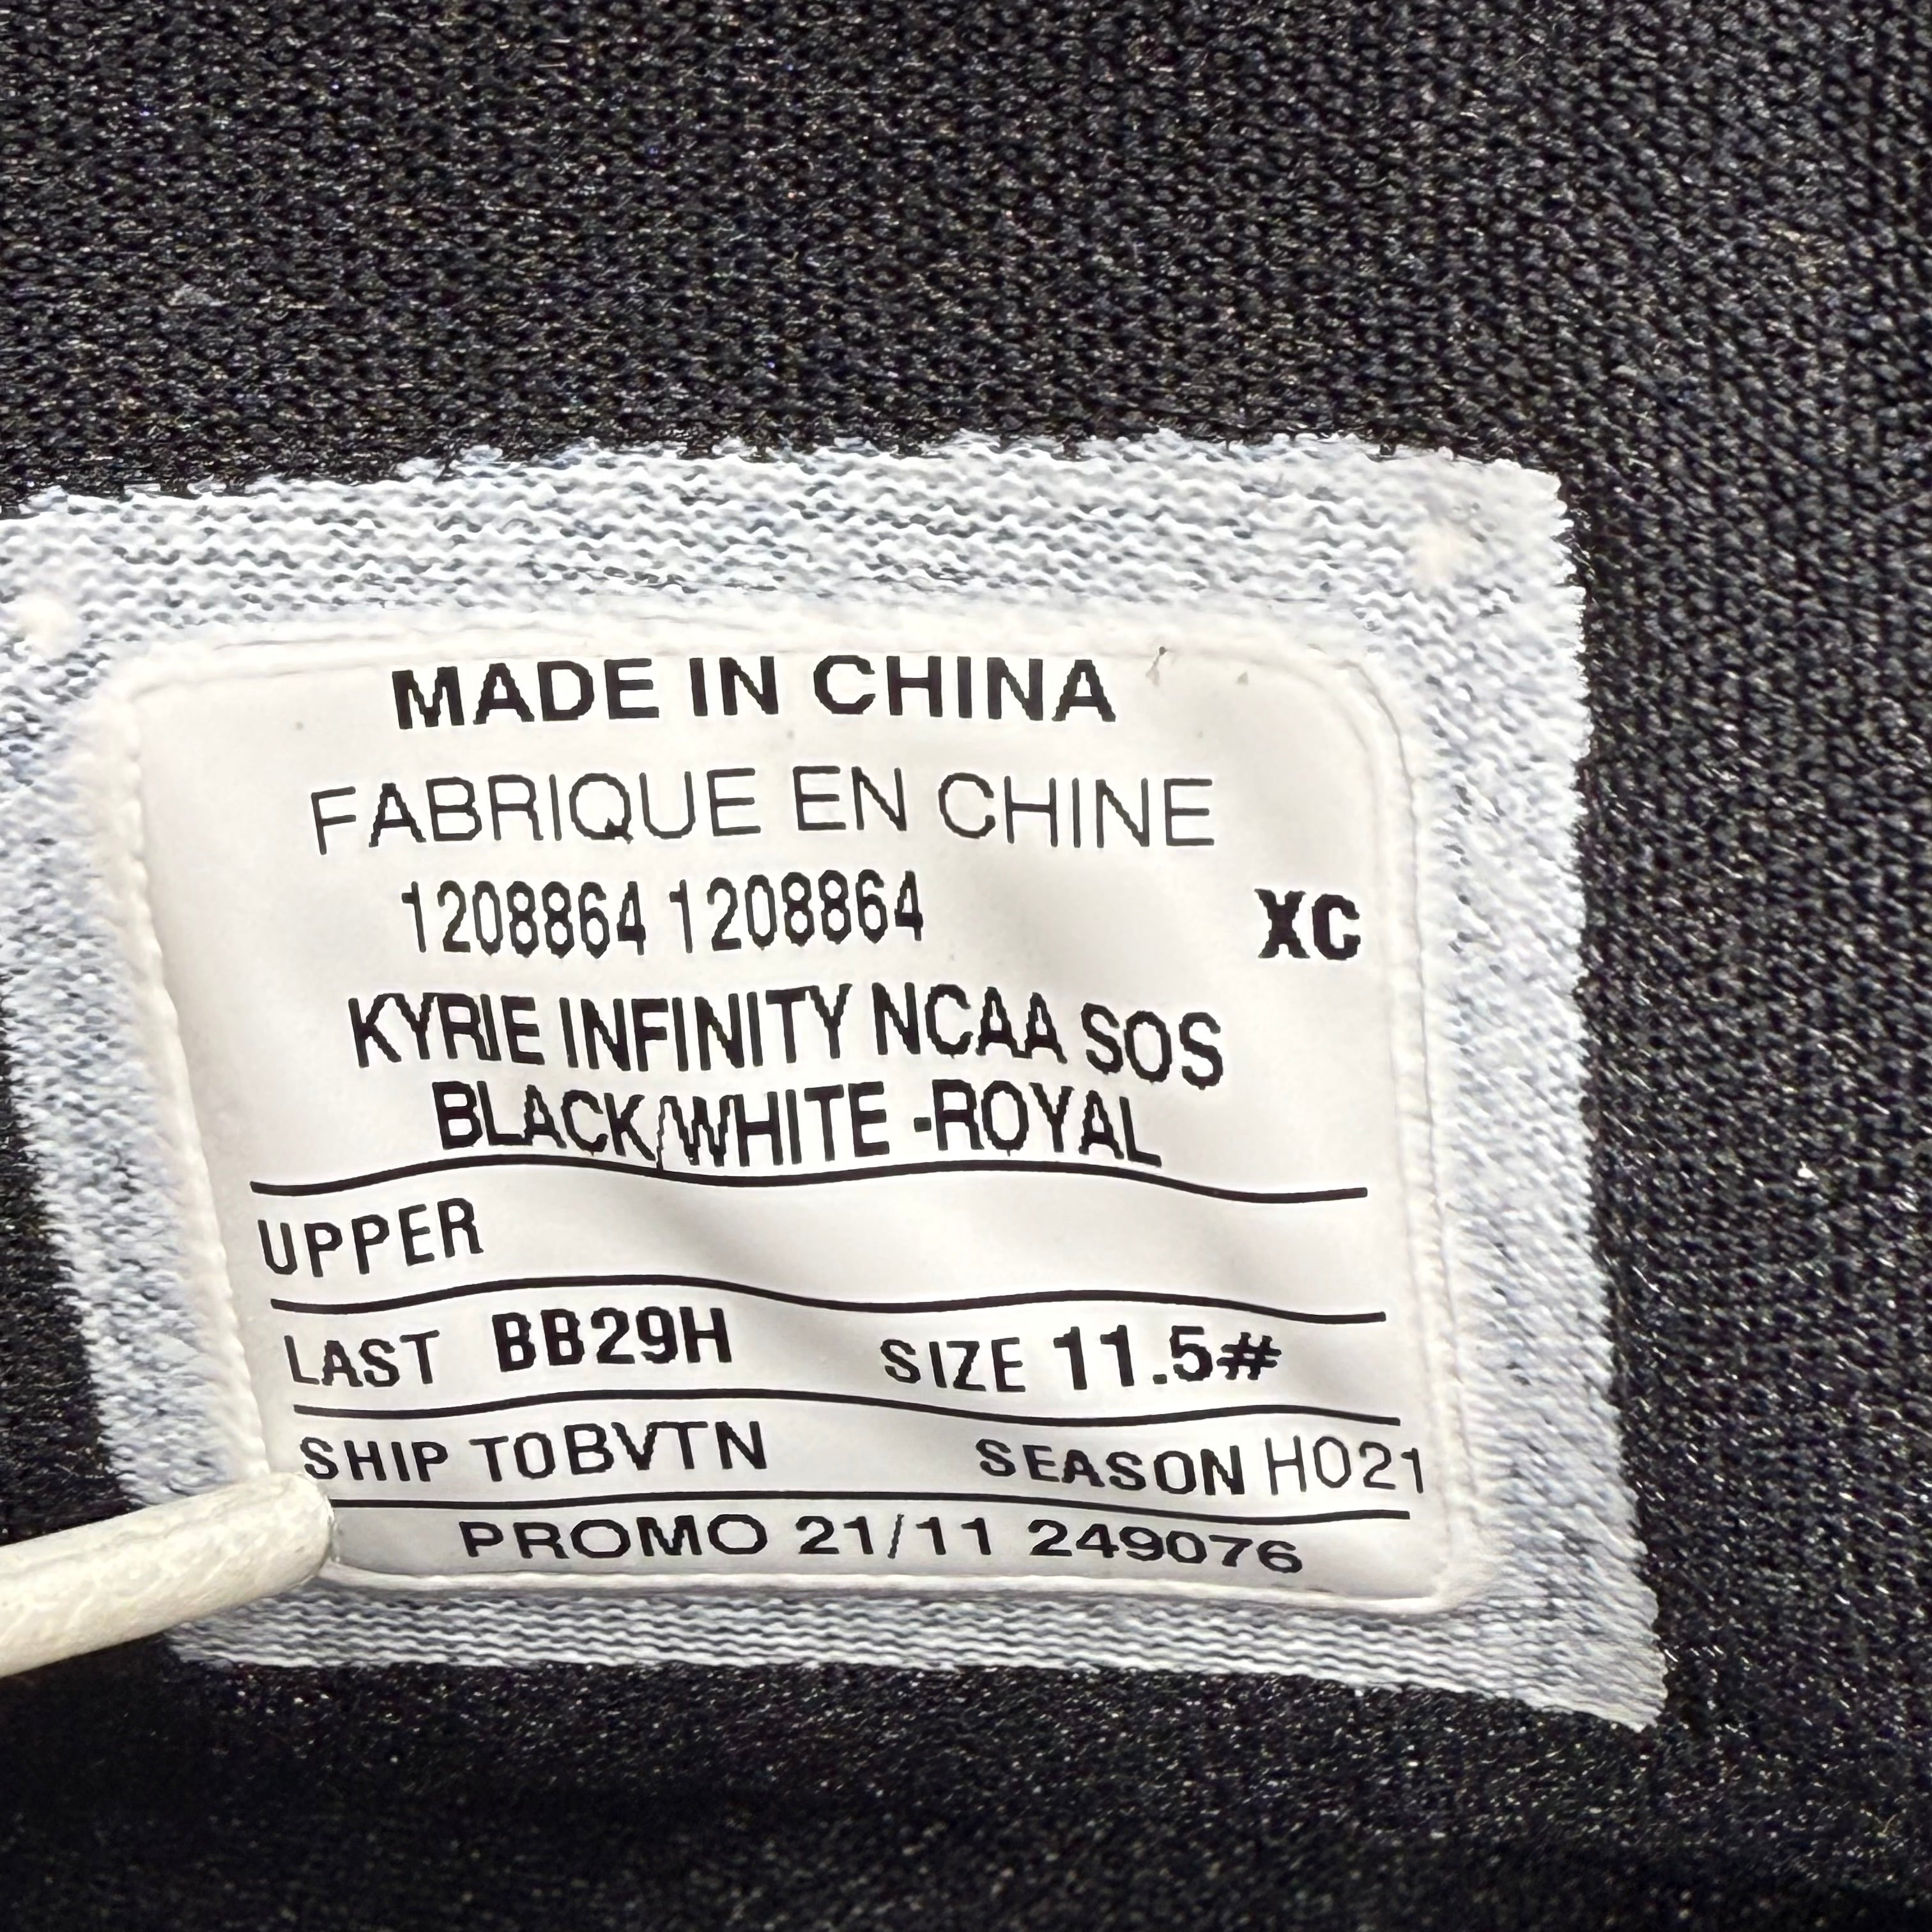 MADE IN CHINA
FABRIQUE EN CHINE
1208864 1208864 XC
KYRIE INFINITY NCAA SOS
BLACK/WHITE -ROYAL
UPPER
LAST BB29H SIZE 11.5#
SHIP TOBVTN SEASON HO21
PROMO 21/11 249076